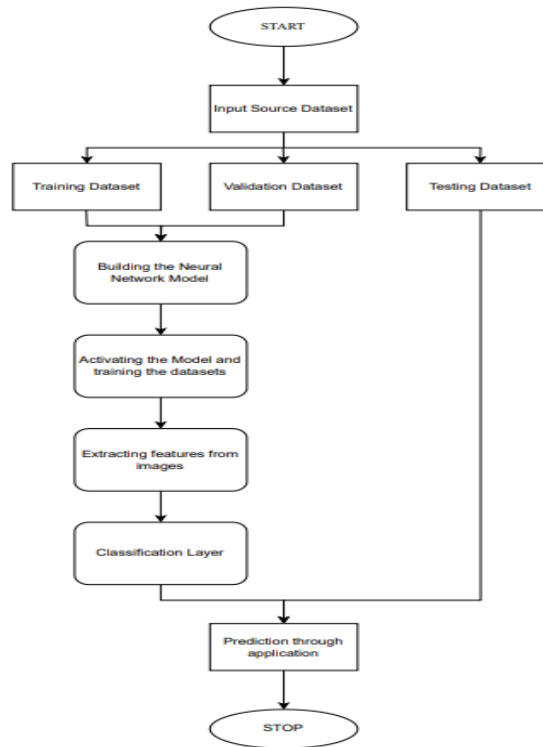 START
Input Source Dataset
Training Dataset
Validation Dataset
Testing Dataset
Building the Neural
Network Model
Activating the Model and
training the datasets
Extracting features from
images
Classification Layer
Prediction through
application
STOP